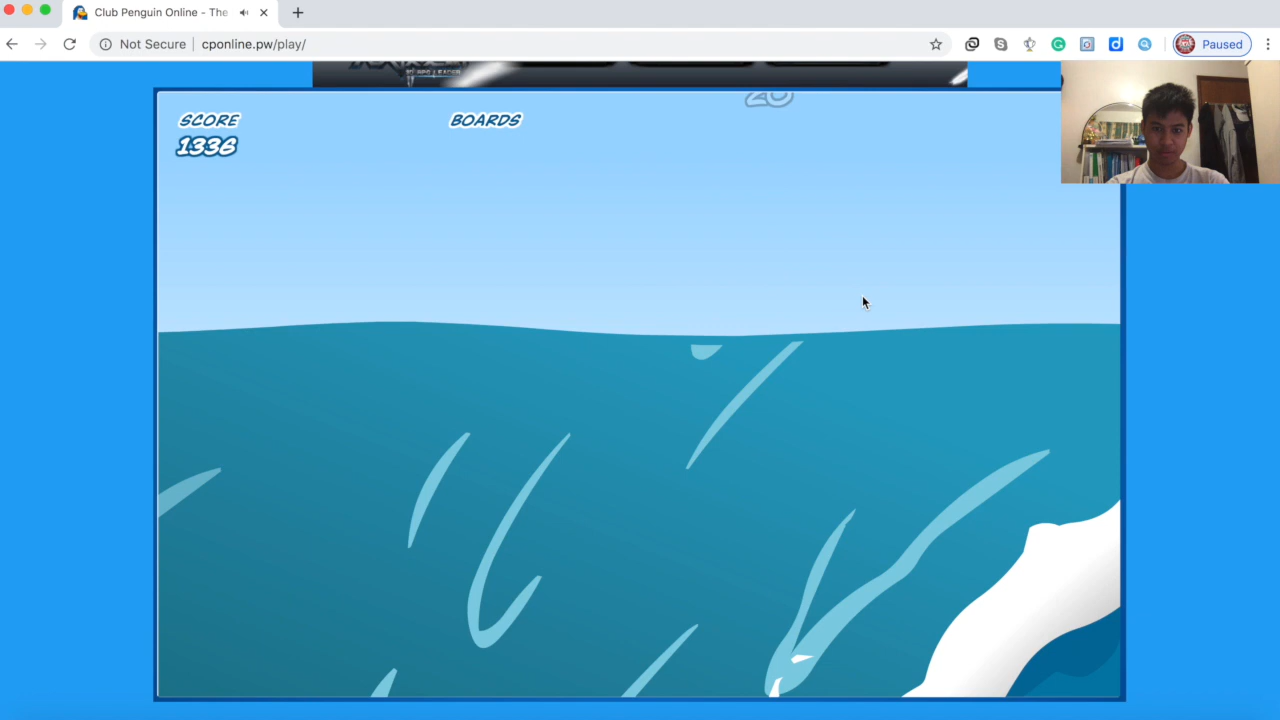 Club Penguin Online - The
Not Secure
cponline.pw/play/
Paused
SCORE
BOARDS
1336